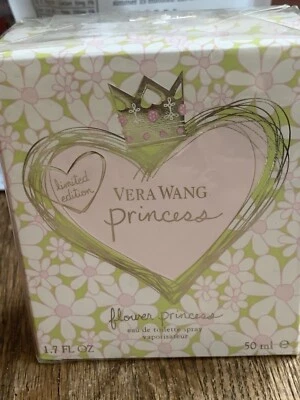 limited
edition
VERA WANG
princess
flower princess
eau de toilette spray
vaporisateur
1.7 FL OZ
50 ml ℮